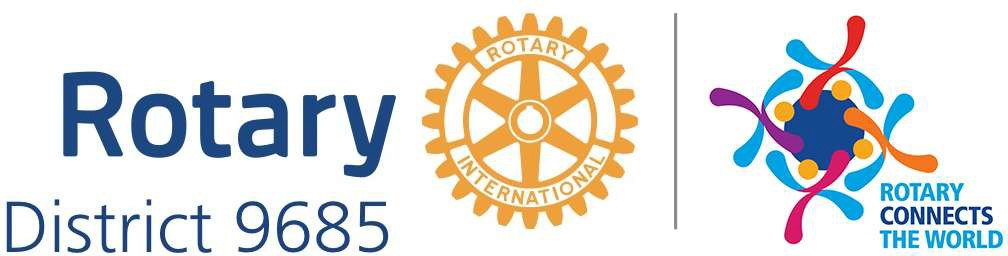 Rotary
District 9685
ROTARY
INTERNATIONAL
ROTARY
CONNECTS
THE WORLD